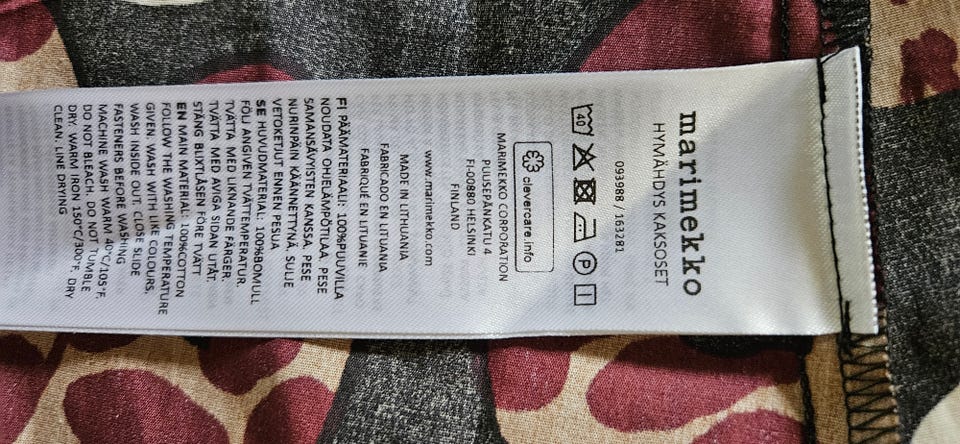 marimekko
HYMÄHDYS KAKSOSET
093988 / 163281
40
P
clevercare.info
MARIMEKKO CORPORATION
PUUSEPÄNKATU 4
FI-00880 HELSINKI
FINLAND
www.marimekko.com
MADE IN LITHUANIA
FABRICADO EN LITUANIA
FABRIQUÉ EN LITUANIE
FI PÄÄMATERIAALI: 100%PUUVILLA
NOUDATA OHJELÄMPÖTILAA. PESE
SAMANSÄVYISTEN KANSSA. PESE
NURINPÄIN KÄÄNNETTYNÄ. SULJE
VETOKETJUT ENNEN PESUA
SE HUVUDMATERIAL: 100%BOMULL
FÖLJ ANGIVEN TVÄTTEMPERATUR.
TVÄTTA MED LIKNANDE FÄRGER.
TVÄTTA MED AVIGA SIDAN UTÅT.
STÄNG BLIXTLÅSEN FÖRE TVÄTT
EN MAIN MATERIAL: 100%COTTON
FOLLOW THE WASHING TEMPERATURE
GIVEN. WASH WITH LIKE COLOURS.
WASH INSIDE OUT. CLOSE SLIDE
FASTENERS BEFORE WASHING
MACHINE WASH WARM 40°C/105°F,
DO NOT BLEACH, DO NOT TUMBLE
DRY, WARM IRON 150°C/300°F, DRY
CLEAN, LINE DRYING